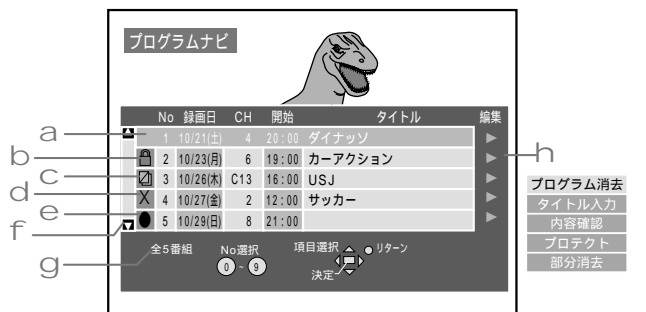 プログラムナビ
No 録画日 CH 開始 タイトル 編集
a 1 10/21(土) 4 20:00 ダイナッソ
b 2 10/23(月) 6 19:00 カーアクション
c 3 10/26(木) C13 16:00 USJ
d X 4 10/27(金) 2 12:00 サッカー
e 5 10/29(日) 8 21:00
f
g 全5番組
No選択
0 ~ 9
項目選択
リターン
決定
h
プログラム消去
タイトル入力
内容確認
プロテクト
部分消去